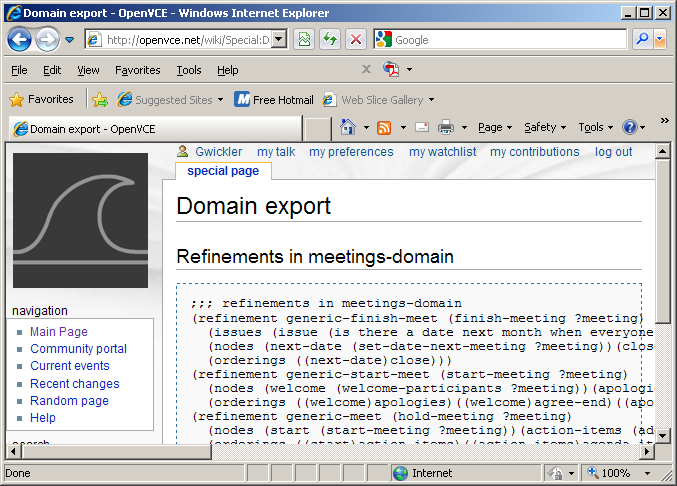 Domain export - OpenVCE - Windows Internet Explorer
http://openvce.net/wiki/Special:D
Google
File Edit View Favorites Tools Help
Favorites Suggested Sites Free Hotmail Web Slice Gallery
Domain export - OpenVCE Page Safety Tools
Gwickler my talk my preferences my watchlist my contributions log out
special page
Domain export
Refinements in meetings-domain
;;; refinements in meetings-domain
(refinement generic-finish-meet (finish-meeting ?meeting)
(issues (issue (is there a date next month when everyone
(nodes (next-date (set-date-next-meeting ?meeting))(clos
(orderings ((next-date)close)))
(refinement generic-start-meet (start-meeting ?meeting)
(nodes (welcome (welcome-participants ?meeting))(apologi
(orderings ((welcome)apologies)((welcome)agree-end)((apo
(refinement generic-meet (hold-meeting ?meeting)
(nodes (start (start-meeting ?meeting))(action-items (ad
(orderings ((start)action-items)((action-items)agenda-it
navigation
Main Page
Community portal
Current events
Recent changes
Random page
Help
search
Done Internet 100%